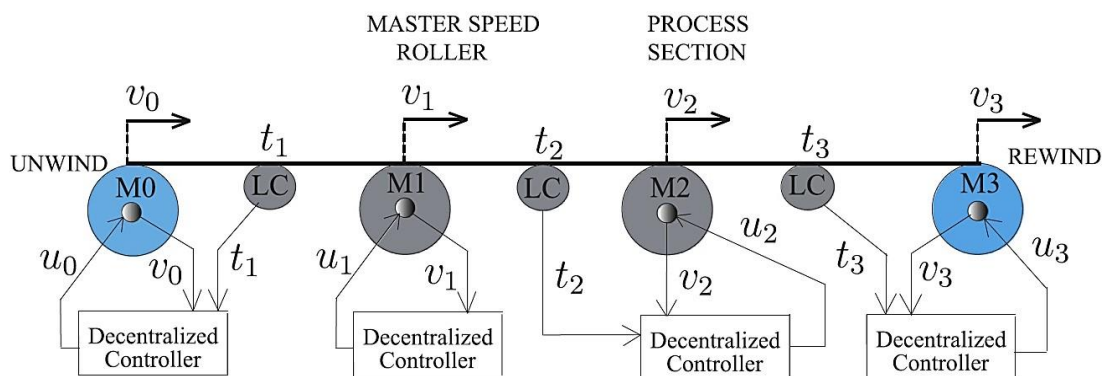 MASTER SPEED
ROLLER
PROCESS
SECTION
v₀
v₁
v₂
v₃
UNWIND
t₁
t₂
t₃
REWIND
M0
LC
M1
LC
M2
LC
M3
u₀
v₀
t₁
u₁
v₁
t₂
v₂
u₂
t₃
v₃
u₃
Decentralized
Controller
Decentralized
Controller
Decentralized
Controller
Decentralized
Controller